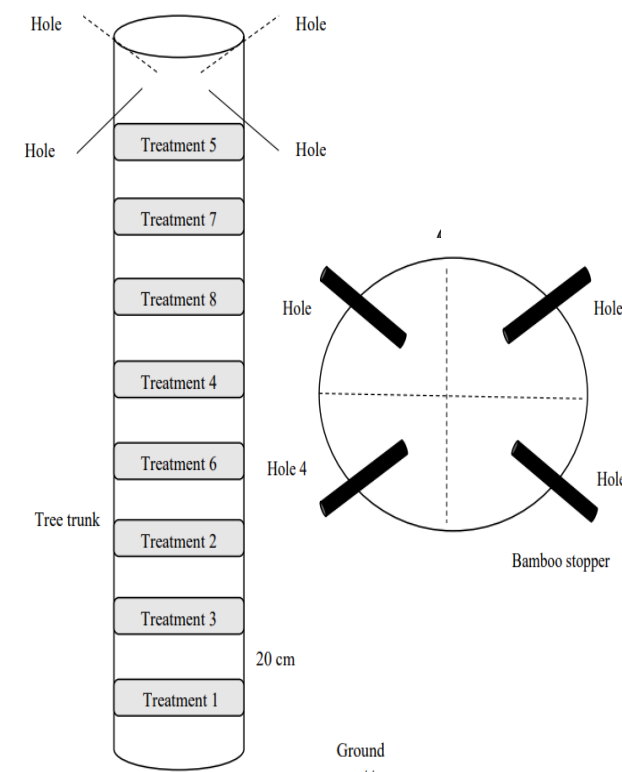 Hole
Hole
Hole
Hole
Treatment 5
Treatment 7
Treatment 8
Treatment 4
Treatment 6
Treatment 2
Treatment 3
Treatment 1
Tree trunk
20 cm
Ground
Hole
Hole
Hole 4
Hole
Bamboo stopper